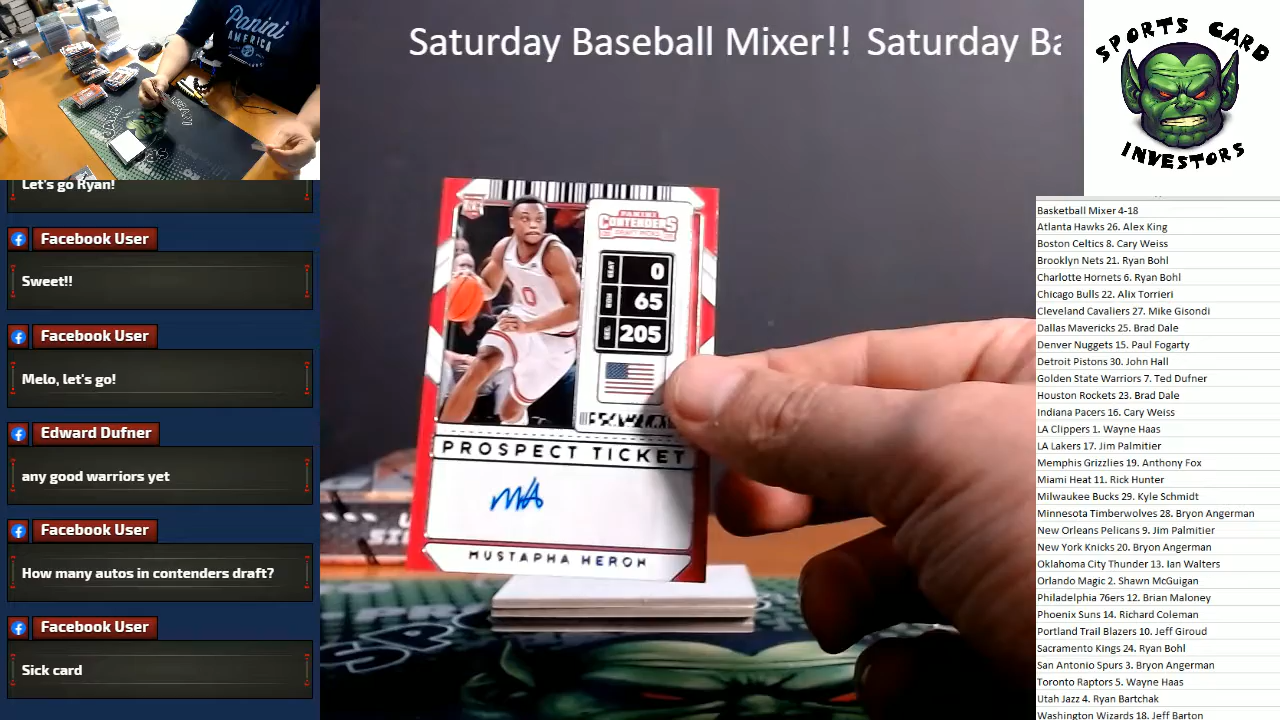 Saturday Baseball Mixer!! Saturday Ba
SPORTS CARD
INVESTORS
Panini
AMERICA
Let's go Ryan!
Facebook User
Sweet!!
Facebook User
Melo, let's go!
Edward Dufner
any good warriors yet
Facebook User
How many autos in contenders draft?
Facebook User
Sick card
PANINI
CONTENDERS
DRAFT PICKS
SEAT 0
ROW 65
SEC. 205
PROSPECT TICKET
MUSTAPHA HERON
Basketball Mixer 4-18
Atlanta Hawks 26. Alex King
Boston Celtics 8. Cary Weiss
Brooklyn Nets 21. Ryan Bohl
Charlotte Hornets 6. Ryan Bohl
Chicago Bulls 22. Alix Torrieri
Cleveland Cavaliers 27. Mike Gisondi
Dallas Mavericks 25. Brad Dale
Denver Nuggets 15. Paul Fogarty
Detroit Pistons 30. John Hall
Golden State Warriors 7. Ted Dufner
Houston Rockets 23. Brad Dale
Indiana Pacers 16. Cary Weiss
LA Clippers 1. Wayne Haas
LA Lakers 17. Jim Palmitier
Memphis Grizzlies 19. Anthony Fox
Miami Heat 11. Rick Hunter
Milwaukee Bucks 29. Kyle Schmidt
Minnesota Timberwolves 28. Bryon Angerman
New Orleans Pelicans 9. Jim Palmitier
New York Knicks 20. Bryon Angerman
Oklahoma City Thunder 13. Ian Walters
Orlando Magic 2. Shawn McGuigan
Philadelphia 76ers 12. Brian Maloney
Phoenix Suns 14. Richard Coleman
Portland Trail Blazers 10. Jeff Giroud
Sacramento Kings 24. Ryan Bohl
San Antonio Spurs 3. Bryon Angerman
Toronto Raptors 5. Wayne Haas
Utah Jazz 4. Ryan Bartchak
Washington Wizards 18. Jeff Barton